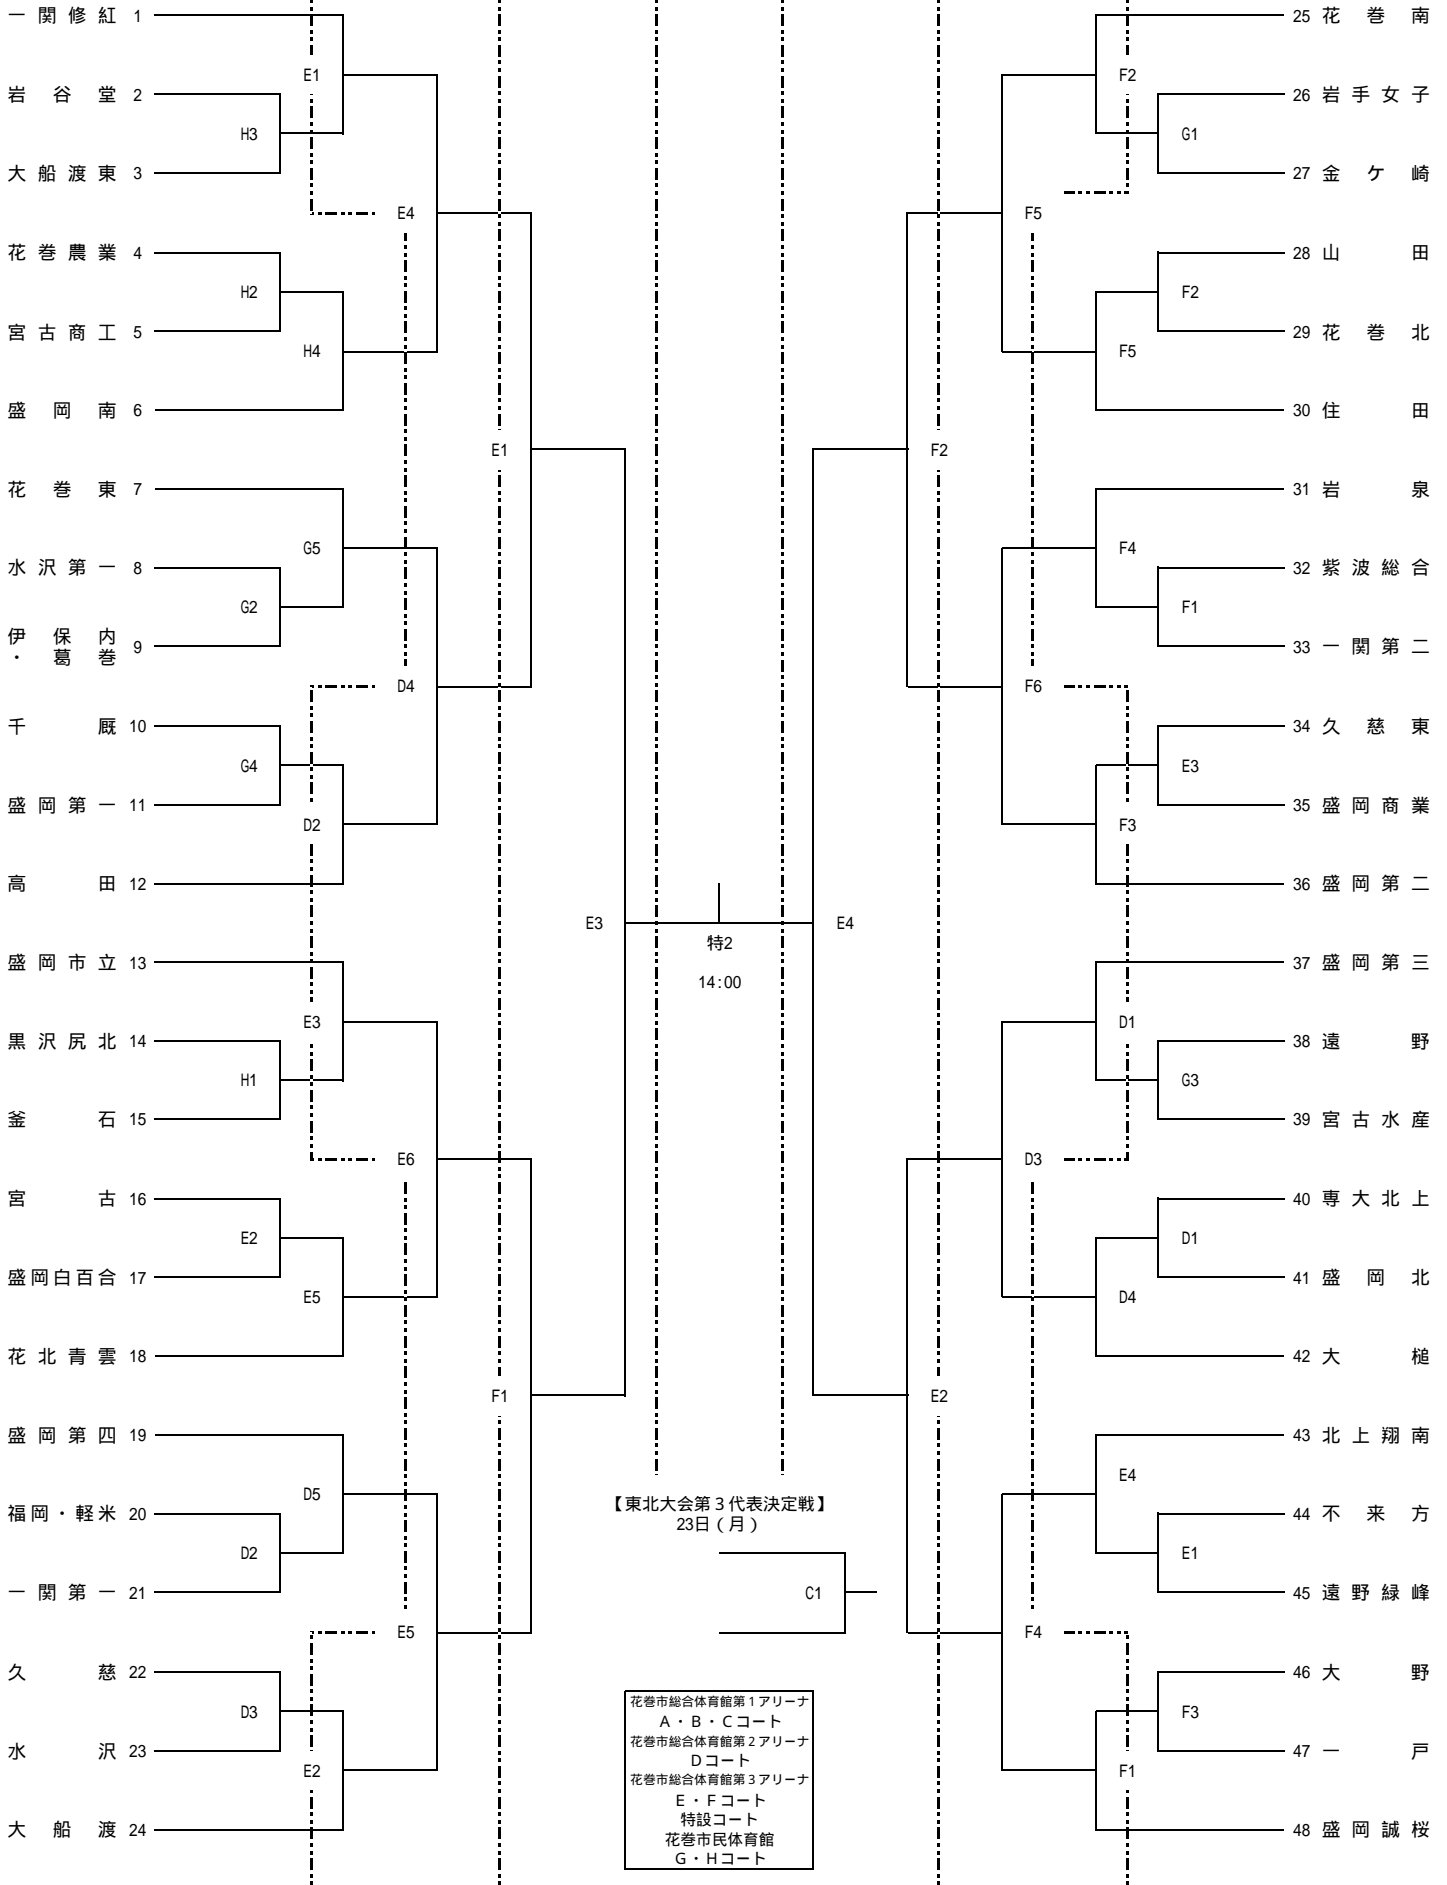 一関修紅 1
岩谷堂 2
大船渡東 3
花巻農業 4
宮古商工 5
盛岡南 6
花巻東 7
水沢第一 8
伊保内
・葛巻 9
千厩 10
盛岡第一 11
高田 12
盛岡市立 13
黒沢尻北 14
釜石 15
宮古 16
盛岡白百合 17
花北青雲 18
盛岡第四 19
福岡・軽米 20
一関第一 21
久慈 22
水沢 23
大船渡 24
H3
H2
G2
G4
H1
E2
D2
D3
E1
H4
G5
D2
E3
E5
D5
E2
E4
D4
E6
E5
E1
F1
E3
特2
14:00
E4
F2
E2
F5
F6
D3
F4
F2
F5
F4
F3
D1
D4
E4
F1
G1
F2
F1
E3
G3
D1
E1
F3
25 花巻南
26 岩手女子
27 金ケ崎
28 山田
29 花巻北
30 住田
31 岩泉
32 紫波総合
33 一関第二
34 久慈東
35 盛岡商業
36 盛岡第二
37 盛岡第三
38 遠野
39 宮古水産
40 専大北上
41 盛岡北
42 大槌
43 北上翔南
44 不来方
45 遠野緑峰
46 大野
47 一戸
48 盛岡誠桜
【東北大会第３代表決定戦】
23日（月）
C1
花巻市総合体育館第１アリーナ
Ａ・Ｂ・Ｃコート
花巻市総合体育館第２アリーナ
Ｄコート
花巻市総合体育館第３アリーナ
Ｅ・Ｆコート
特設コート
花巻市民体育館
Ｇ・Ｈコート